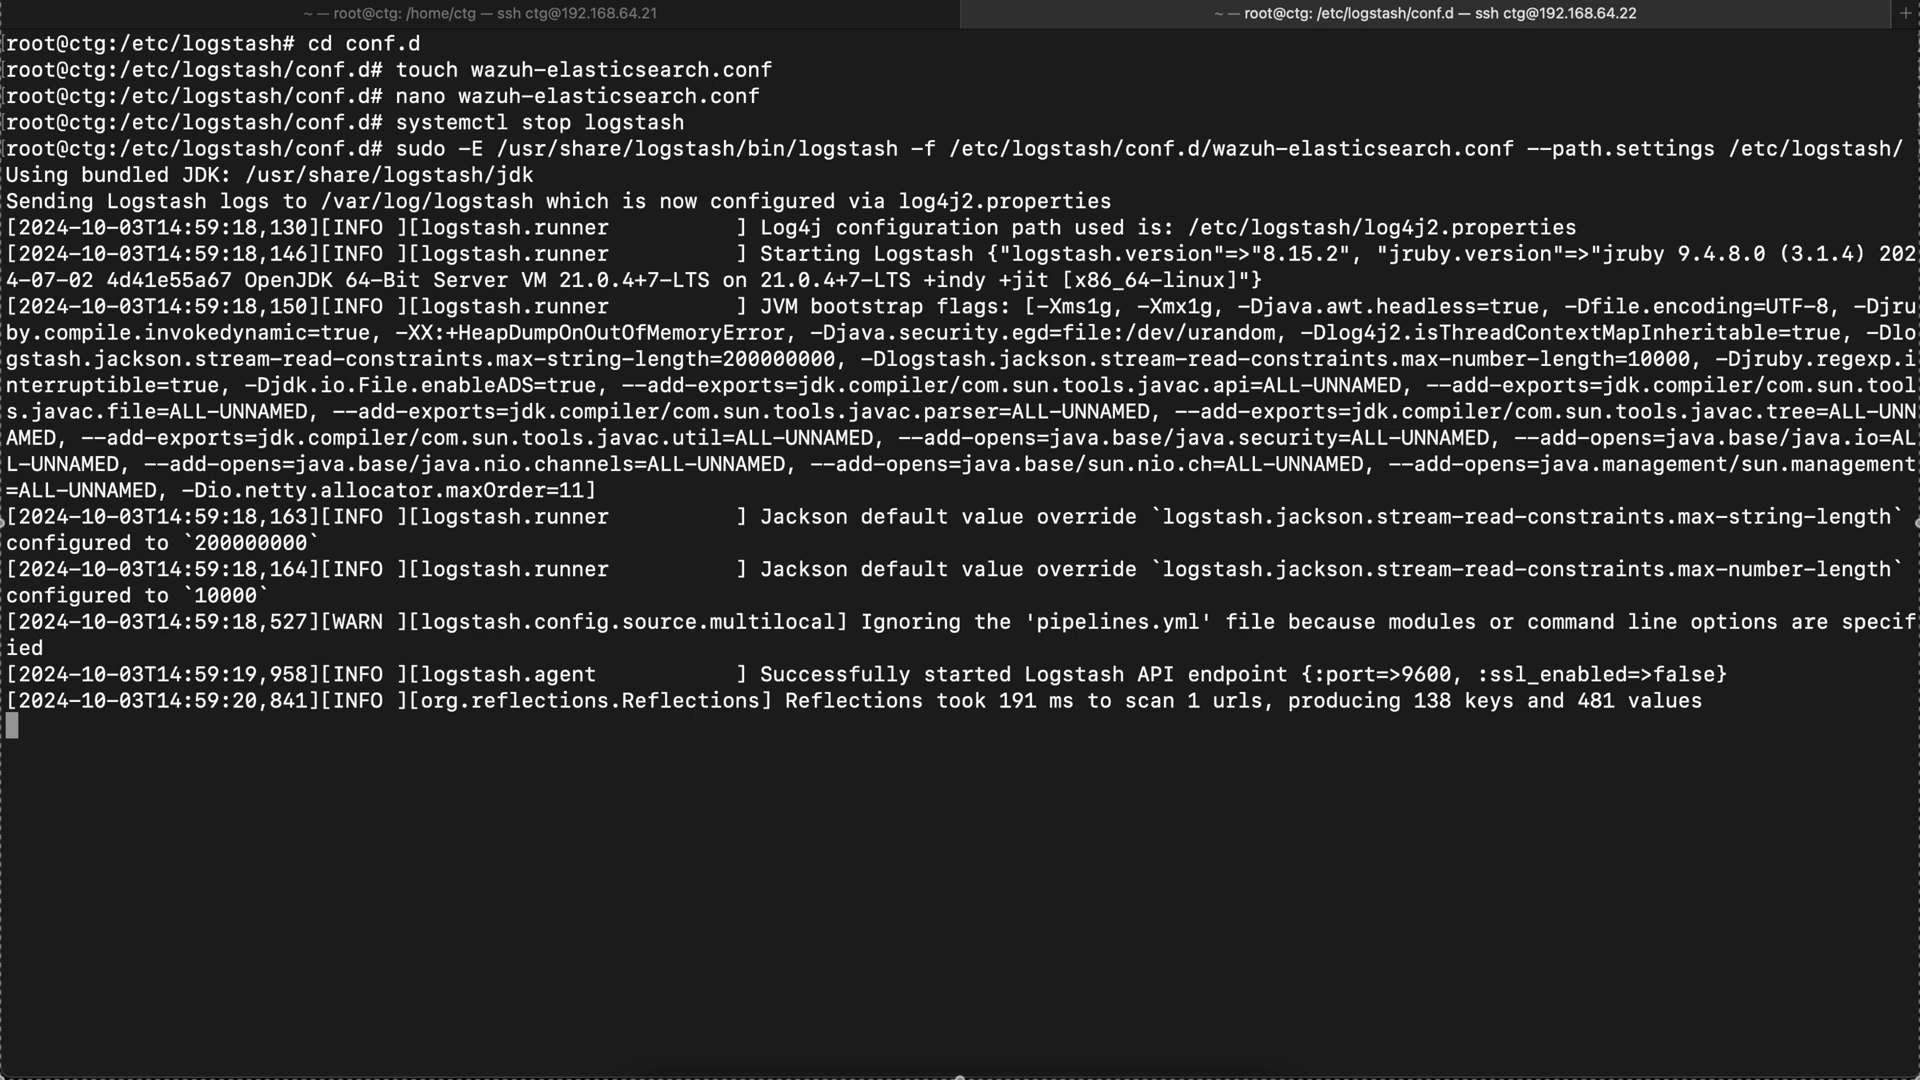 ~ — root@ctg: /home/ctg — ssh ctg@192.168.64.21
~ — root@ctg: /etc/logstash/conf.d — ssh ctg@192.168.64.22
+
root@ctg:/etc/logstash# cd conf.d
root@ctg:/etc/logstash/conf.d# touch wazuh-elasticsearch.conf
root@ctg:/etc/logstash/conf.d# nano wazuh-elasticsearch.conf
root@ctg:/etc/logstash/conf.d# systemctl stop logstash
root@ctg:/etc/logstash/conf.d# sudo -E /usr/share/logstash/bin/logstash -f /etc/logstash/conf.d/wazuh-elasticsearch.conf --path.settings /etc/logstash/
Using bundled JDK: /usr/share/logstash/jdk
Sending Logstash logs to /var/log/logstash which is now configured via log4j2.properties
[2024-10-03T14:59:18,130][INFO ][logstash.runner          ] Log4j configuration path used is: /etc/logstash/log4j2.properties
[2024-10-03T14:59:18,146][INFO ][logstash.runner          ] Starting Logstash {"logstash.version"=>"8.15.2", "jruby.version"=>"jruby 9.4.8.0 (3.1.4) 202
4-07-02 4d41e55a67 OpenJDK 64-Bit Server VM 21.0.4+7-LTS on 21.0.4+7-LTS +indy +jit [x86_64-linux]"}
[2024-10-03T14:59:18,150][INFO ][logstash.runner          ] JVM bootstrap flags: [-Xms1g, -Xmx1g, -Djava.awt.headless=true, -Dfile.encoding=UTF-8, -Djru
by.compile.invokedynamic=true, -XX:+HeapDumpOnOutOfMemoryError, -Djava.security.egd=file:/dev/urandom, -Dlog4j2.isThreadContextMapInheritable=true, -Dlo
gstash.jackson.stream-read-constraints.max-string-length=200000000, -Dlogstash.jackson.stream-read-constraints.max-number-length=10000, -Djruby.regexp.i
nterruptible=true, -Djdk.io.File.enableADS=true, --add-exports=jdk.compiler/com.sun.tools.javac.api=ALL-UNNAMED, --add-exports=jdk.compiler/com.sun.tool
s.javac.file=ALL-UNNAMED, --add-exports=jdk.compiler/com.sun.tools.javac.parser=ALL-UNNAMED, --add-exports=jdk.compiler/com.sun.tools.javac.tree=ALL-UNN
AMED, --add-exports=jdk.compiler/com.sun.tools.javac.util=ALL-UNNAMED, --add-opens=java.base/java.security=ALL-UNNAMED, --add-opens=java.base/java.io=AL
L-UNNAMED, --add-opens=java.base/java.nio.channels=ALL-UNNAMED, --add-opens=java.base/sun.nio.ch=ALL-UNNAMED, --add-opens=java.management/sun.management
=ALL-UNNAMED, -Dio.netty.allocator.maxOrder=11]
[2024-10-03T14:59:18,163][INFO ][logstash.runner          ] Jackson default value override `logstash.jackson.stream-read-constraints.max-string-length`
configured to `200000000`
[2024-10-03T14:59:18,164][INFO ][logstash.runner          ] Jackson default value override `logstash.jackson.stream-read-constraints.max-number-length`
configured to `10000`
[2024-10-03T14:59:18,527][WARN ][logstash.config.source.multilocal] Ignoring the 'pipelines.yml' file because modules or command line options are specif
ied
[2024-10-03T14:59:19,958][INFO ][logstash.agent           ] Successfully started Logstash API endpoint {:port=>9600, :ssl_enabled=>false}
[2024-10-03T14:59:20,841][INFO ][org.reflections.Reflections] Reflections took 191 ms to scan 1 urls, producing 138 keys and 481 values